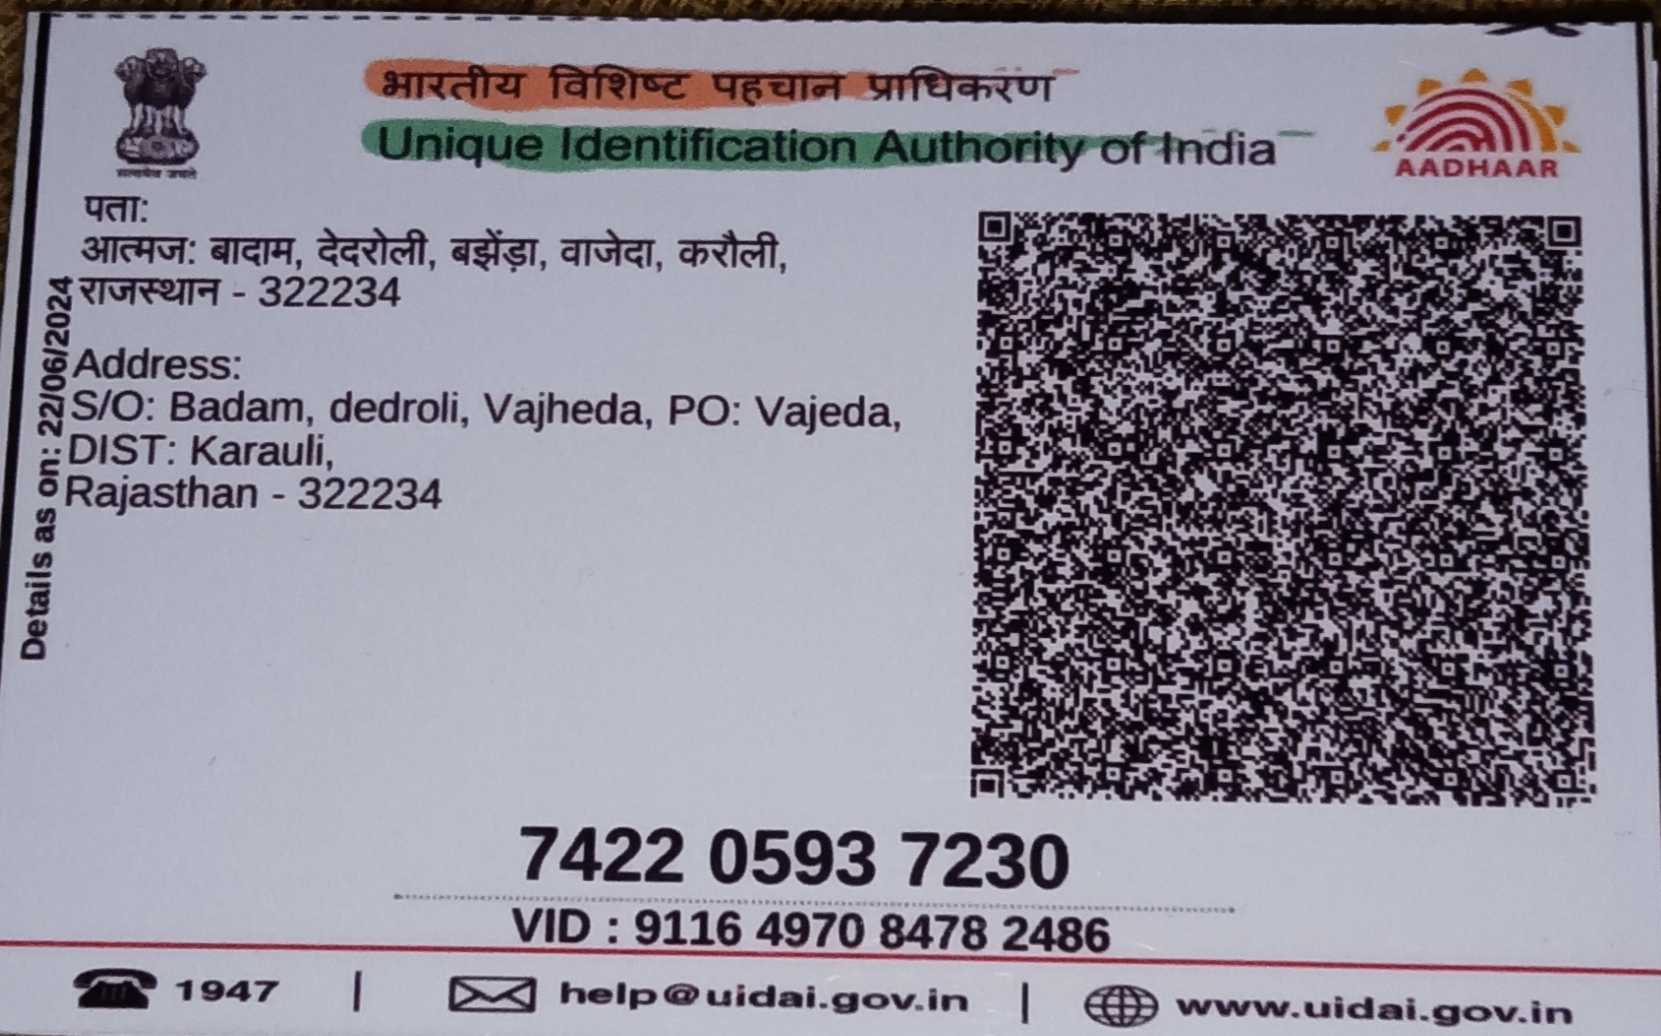 सत्यमेव जयते
भारतीय विशिष्ट पहचान प्राधिकरण
Unique Identification Authority of India
AADHAAR
पता:
आत्मज: बादाम, देदरोली, बझेंड़ा, वाजेदा, करौली,
राजस्थान - 322234
Address:
S/O: Badam, dedroli, Vajheda, PO: Vajeda,
DIST: Karauli,
Rajasthan - 322234
Details as on: 22/06/2024
7422 0593 7230
VID : 9116 4970 8478 2486
1947 | help@uidai.gov.in | www.uidai.gov.in